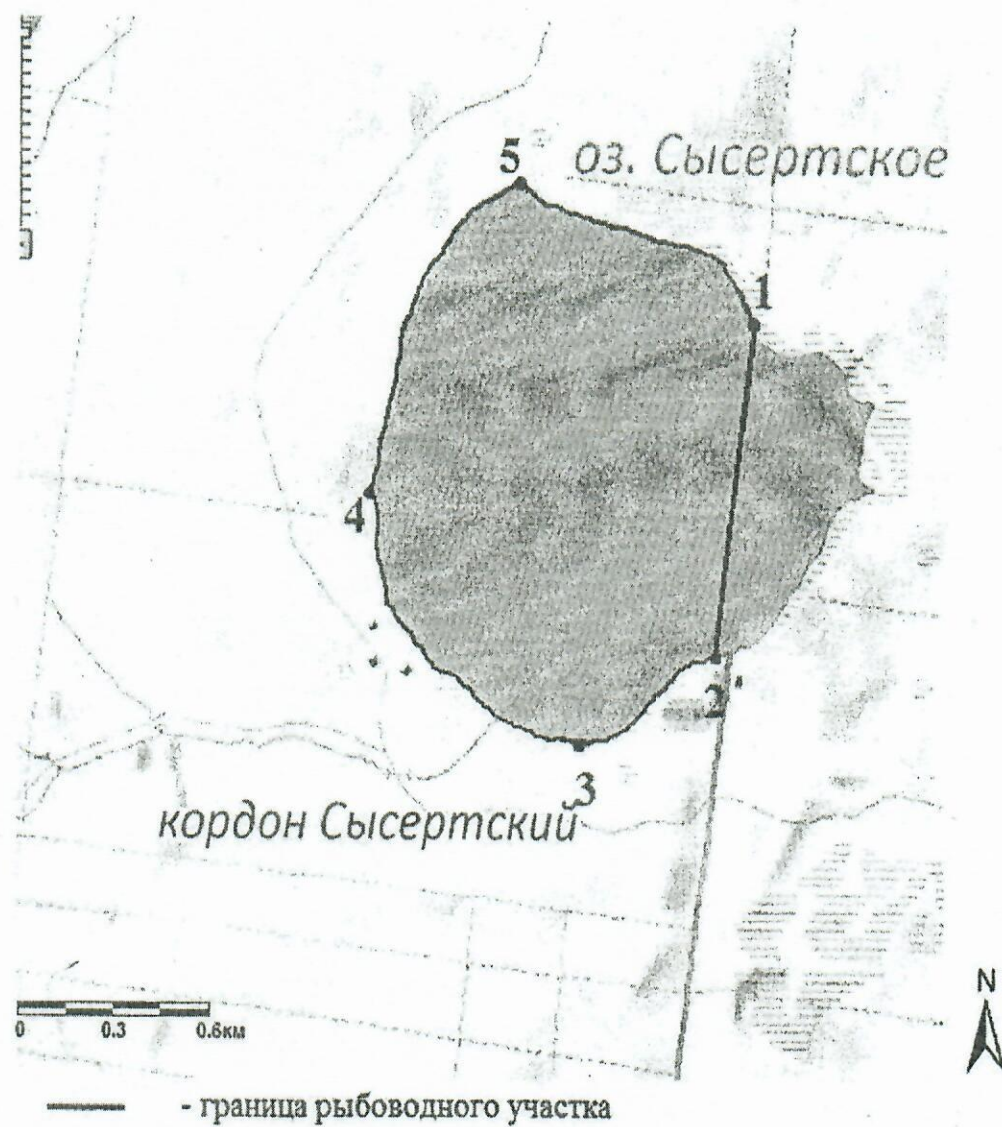 5 оз. Сысертское
1
4
2
3
кордон Сысертский
N
0 0.3 0.6км
- граница рыбоводного участка